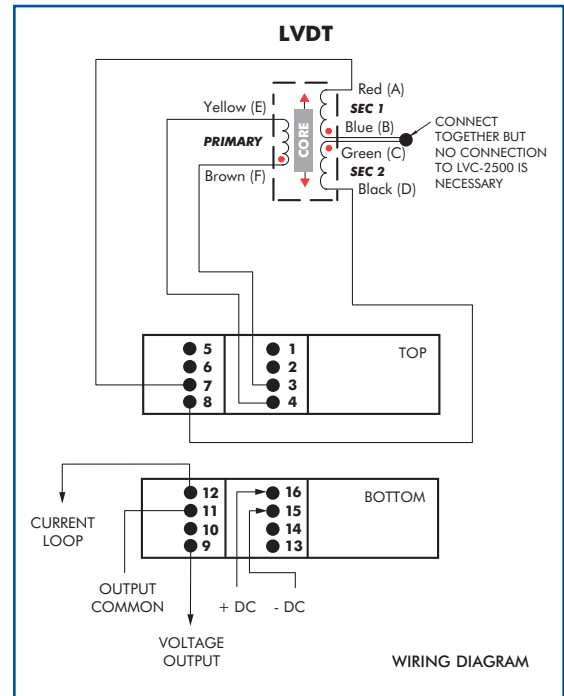 LVDT
Red (A)
SEC 1
Yellow (E)
Blue (B)
CONNECT
TOGETHER BUT
NO CONNECTION
TO LVC-2500 IS
NECESSARY
PRIMARY
CORE
Green (C)
SEC 2
Brown (F)
Black (D)
5 1 TOP
6 2
7 3
8 4
12 16 BOTTOM
11 15
10 14
9 13
CURRENT
LOOP
OUTPUT
COMMON
+ DC - DC
VOLTAGE
OUTPUT
WIRING DIAGRAM